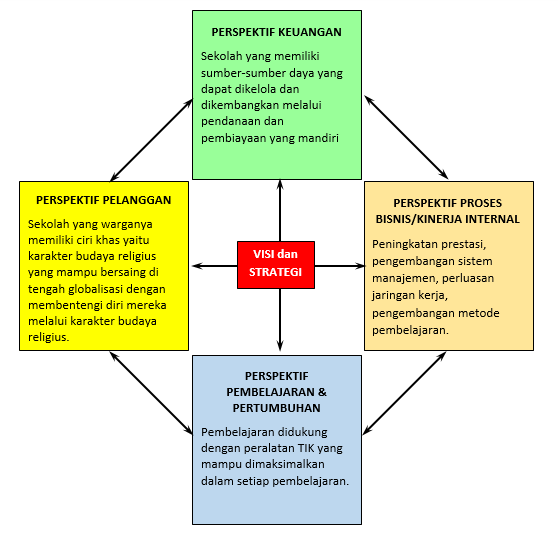 PERSPEKTIF KEUANGAN
Sekolah yang memiliki
sumber-sumber daya yang
dapat dikelola dan
dikembangkan melalui
pendanaan dan
pembiayaan yang mandiri
PERSPEKTIF PELANGGAN
Sekolah yang warganya
memiliki ciri khas yaitu
karakter budaya religius
yang mampu bersaing di
tengah globalisasi dengan
membentengi diri mereka
melalui karakter budaya
religius.
VISI dan
STRATEGI
PERSPEKTIF PROSES
BISNIS/KINERJA INTERNAL
Peningkatan prestasi,
pengembangan sistem
manajemen, perluasan
jaringan kerja,
pengembangan metode
pembelajaran.
PERSPEKTIF
PEMBELAJARAN &
PERTUMBUHAN
Pembelajaran didukung
dengan peralatan TIK yang
mampu dimaksimalkan
dalam setiap pembelajaran.